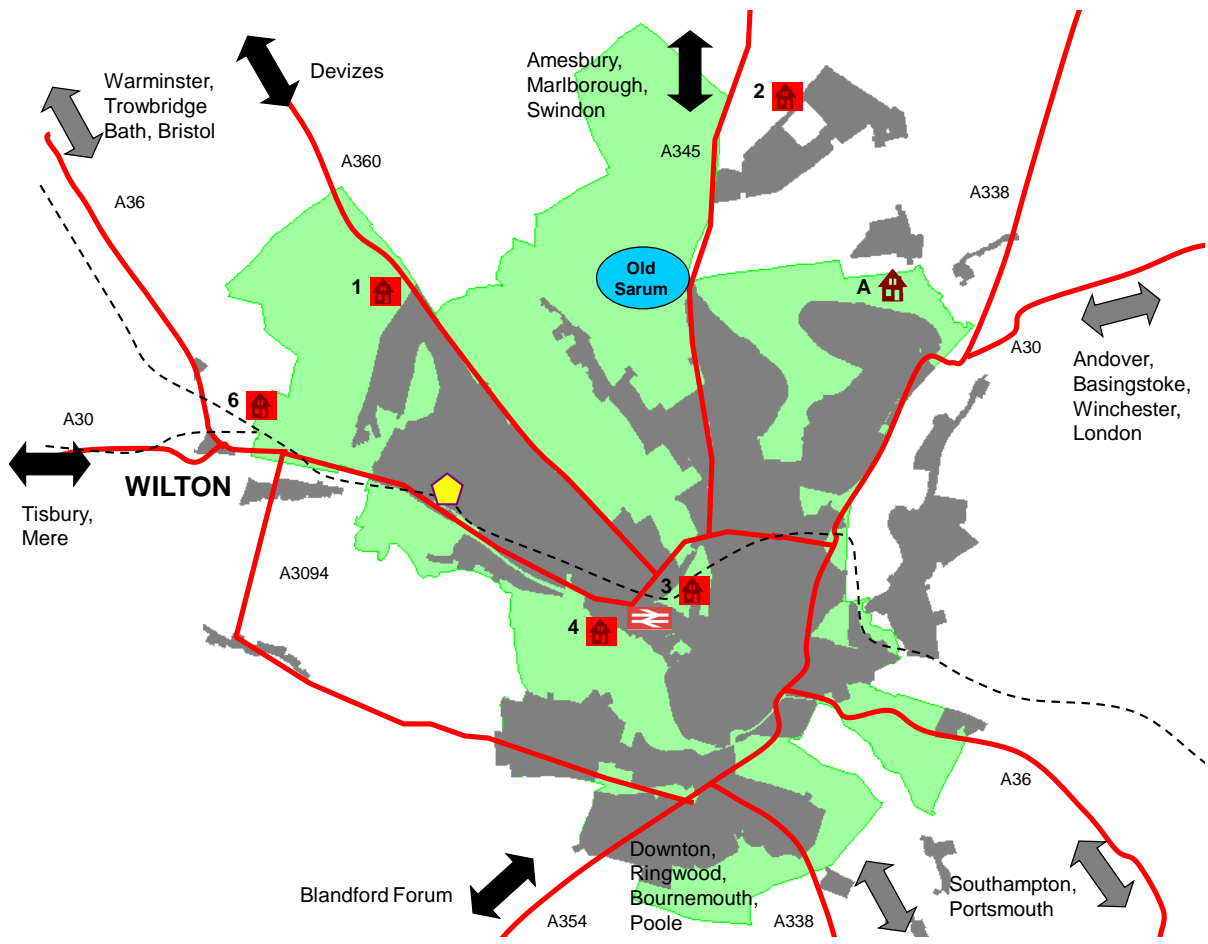 Warminster,
Trowbridge
Bath, Bristol
Devizes
Amesbury,
Marlborough,
Swindon
2
A345
A360
A36
A338
1
Old
Sarum
A
A30
Andover,
Basingstoke,
Winchester,
London
6
A30
WILTON
Tisbury,
Mere
A3094
3
4
A36
Blandford Forum
A354
Downton,
Ringwood,
Bournemouth,
Poole
A338
Southampton,
Portsmouth